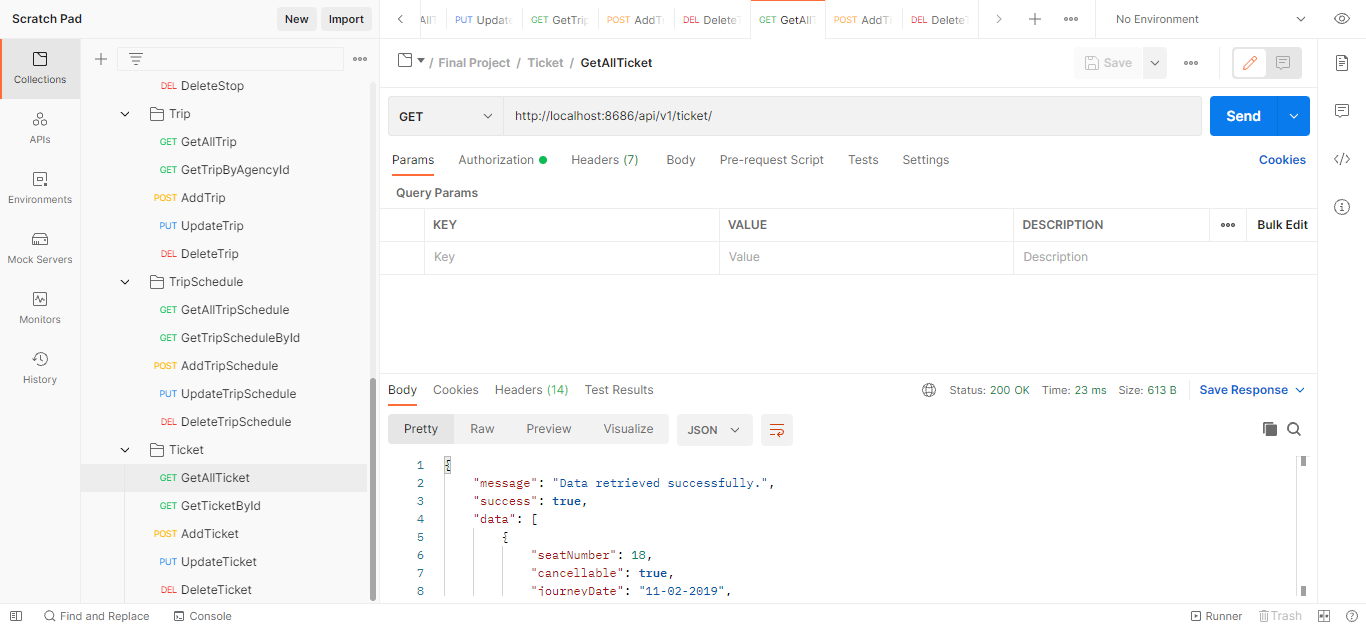 Scratch Pad New Import
All Update GetTrip POST AddT DEL Delete GET GetAll POST AddT DEL Delete No Environment
PUT GET
Collections
APIs
Environments
Mock Servers
Monitors
History
DEL DeleteStop
Trip
GET GetAllTrip
GET GetTripByAgencyId
POST AddTrip
PUT UpdateTrip
DEL DeleteTrip
TripSchedule
GET GetAllTripSchedule
GET GetTripScheduleById
POST AddTripSchedule
PUT UpdateTripSchedule
DEL DeleteTripSchedule
Ticket
GET GetAllTicket
GET GetTicketById
POST AddTicket
PUT UpdateTicket
DEL DeleteTicket
/ Final Project / Ticket / GetAllTicket Save
GET http://localhost:8686/api/v1/ticket/ Send
Params Authorization Headers (7) Body Pre-request Script Tests Settings Cookies
Query Params
KEY VALUE DESCRIPTION Bulk Edit
Key Value Description
Body Cookies Headers (14) Test Results Status: 200 OK Time: 23 ms Size: 613 B Save Response
Pretty Raw Preview Visualize JSON
1 {
2 "message": "Data retrieved successfully.",
3 "success": true,
4 "data": [
5 {
6 "seatNumber": 18,
7 "cancellable": true,
8 "journeyDate": "11-02-2019",
Find and Replace Console Runner Trash